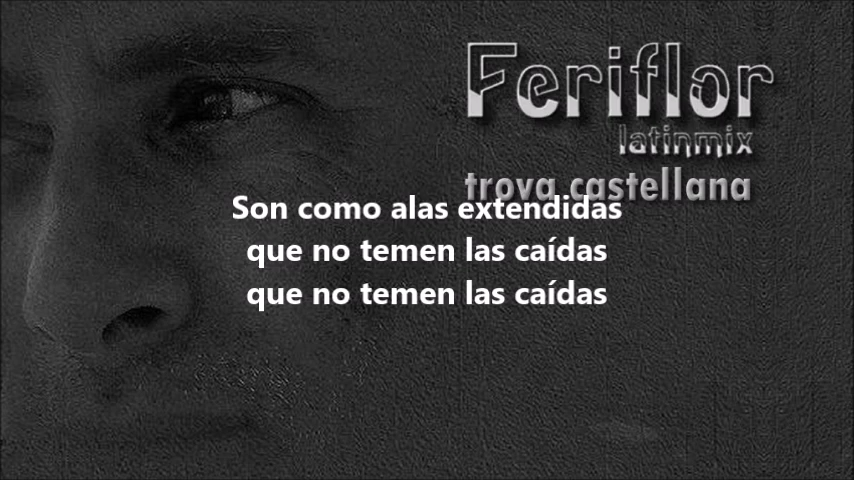 Feriflor
latinmix
trova castellana
Son como alas extendidas
que no temen las caídas
que no temen las caídas